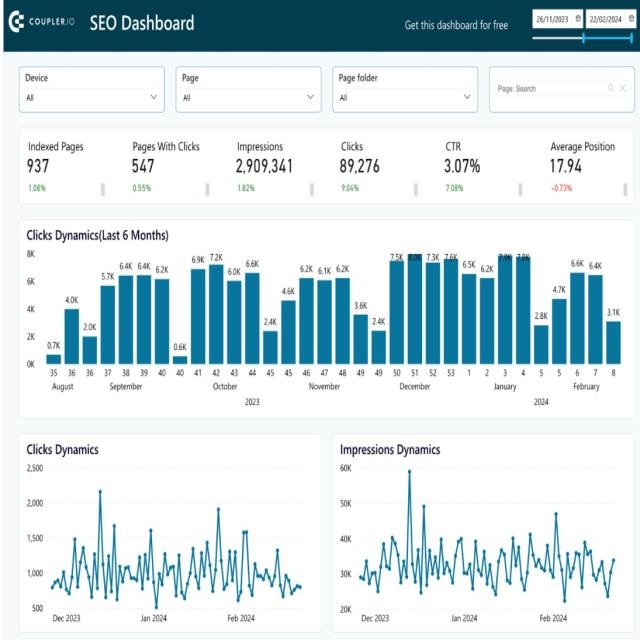 COUPLER.IO SEO Dashboard Get this dashboard for free 26/11/2023 22/02/2024
Device Page Page folder
All All All Page: Search
Indexed Pages Pages With Clicks Impressions Clicks CTR Average Position
937 547 2,909,341 89,276 3.07% 17.94
1.08% 0.55% 1.82% 9.04% 7.08% -0.73%
Clicks Dynamics(Last 6 Months)
8K 6K 4K 2K 0K
0.7K 4.0K 2.0K 5.7K 6.4K 6.4K 6.2K 0.6K 6.9K 7.2K 6.0K 6.6K 2.4K 4.6K 6.2K 6.1K 6.2K 3.6K 2.4K 7.5K 8.0K 7.3K 7.6K 6.5K 6.2K 7.9K 7.8K 2.8K 4.7K 6.6K 6.4K 3.1K
35 36 36 37 38 39 40 40 41 42 43 44 45 45 46 47 48 49 49 50 51 52 53 1 2 3 4 5 5 6 7 8
August September October November December January February
2023 2024
Clicks Dynamics
2,500
2,000
1,500
1,000
500
Dec 2023 Jan 2024 Feb 2024
Impressions Dynamics
60K
50K
40K
30K
20K
Dec 2023 Jan 2024 Feb 2024